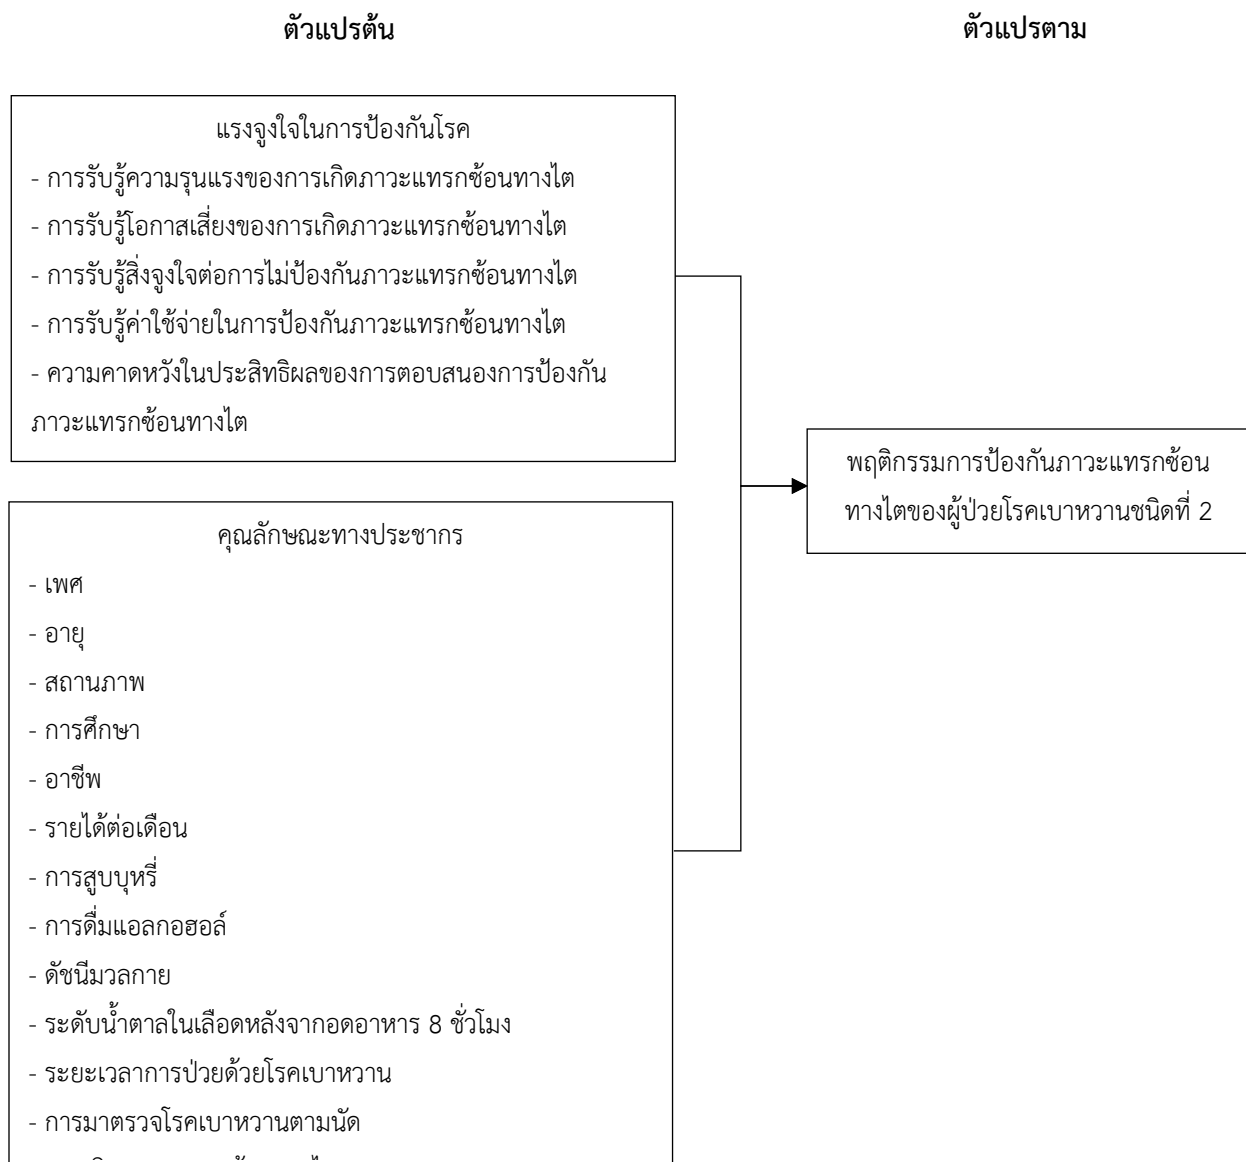 ตัวแปรต้น
ตัวแปรตาม
แรงจูงใจในการป้องกันโรค
- การรับรู้ความรุนแรงของการเกิดภาวะแทรกซ้อนทางไต
- การรับรู้โอกาสเสี่ยงของการเกิดภาวะแทรกซ้อนทางไต
- การรับรู้สิ่งจูงใจต่อการไม่ป้องกันภาวะแทรกซ้อนทางไต
- การรับรู้ค่าใช้จ่ายในการป้องกันภาวะแทรกซ้อนทางไต
- ความคาดหวังในประสิทธิผลของการตอบสนองการป้องกัน
ภาวะแทรกซ้อนทางไต
พฤติกรรมการป้องกันภาวะแทรกซ้อน
ทางไตของผู้ป่วยโรคเบาหวานชนิดที่ 2
คุณลักษณะทางประชากร
- เพศ
- อายุ
- สถานภาพ
- การศึกษา
- อาชีพ
- รายได้ต่อเดือน
- การสูบบุหรี่
- การดื่มแอลกอฮอล์
- ดัชนีมวลกาย
- ระดับน้ำตาลในเลือดหลังจากอดอาหาร 8 ชั่วโมง
- ระยะเวลาการป่วยด้วยโรคเบาหวาน
- การมาตรวจโรคเบาหวานตามนัด